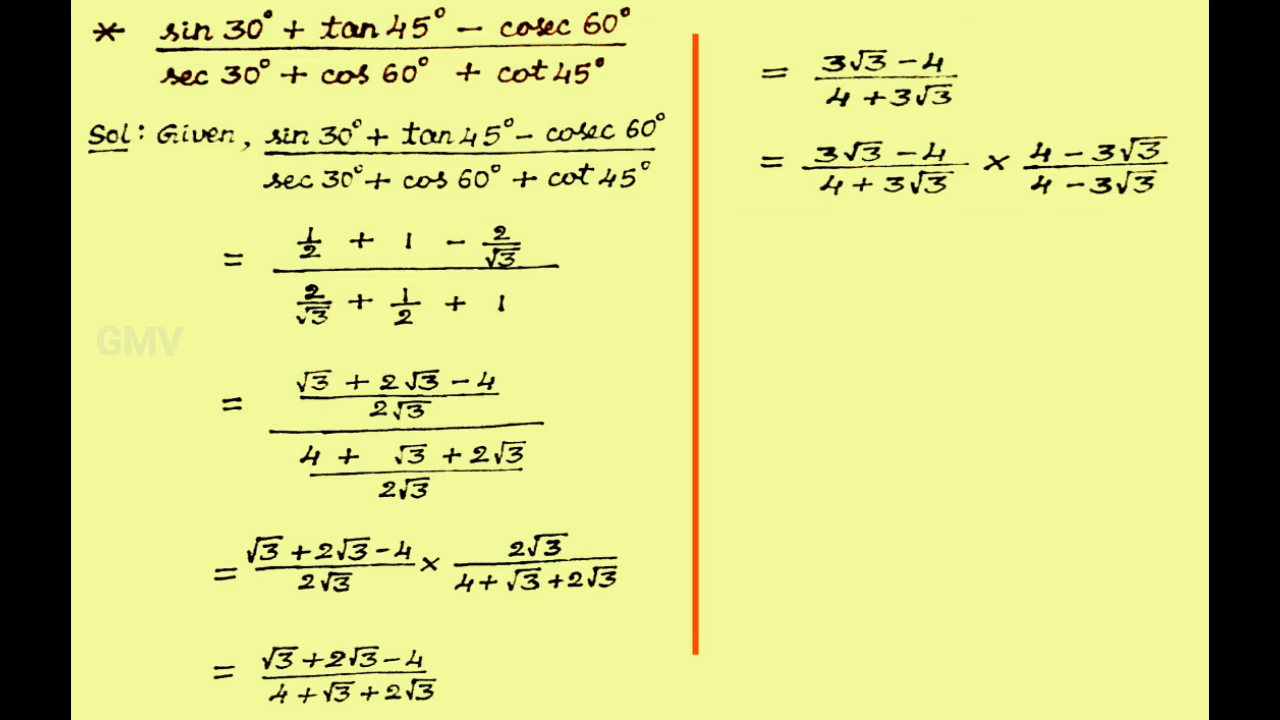 * sin 30° + tan 45° - cosec 60°
sec 30° + cos 60° + cot 45°
Sol: Given, sin 30° + tan 45° - cosec 60°
sec 30° + cos 60° + cot 45°
= 1/2 + 1 - 2/√3
2/√3 + 1/2 + 1
GMV
= √3 + 2√3 - 4
2√3
4 + √3 + 2√3
2√3
= √3 + 2√3 - 4 / 2√3 × 2√3 / 4 + √3 + 2√3
= √3 + 2√3 - 4
4 + √3 + 2√3
= 3√3 - 4
4 + 3√3
= 3√3 - 4 / 4 + 3√3 × 4 - 3√3 / 4 - 3√3